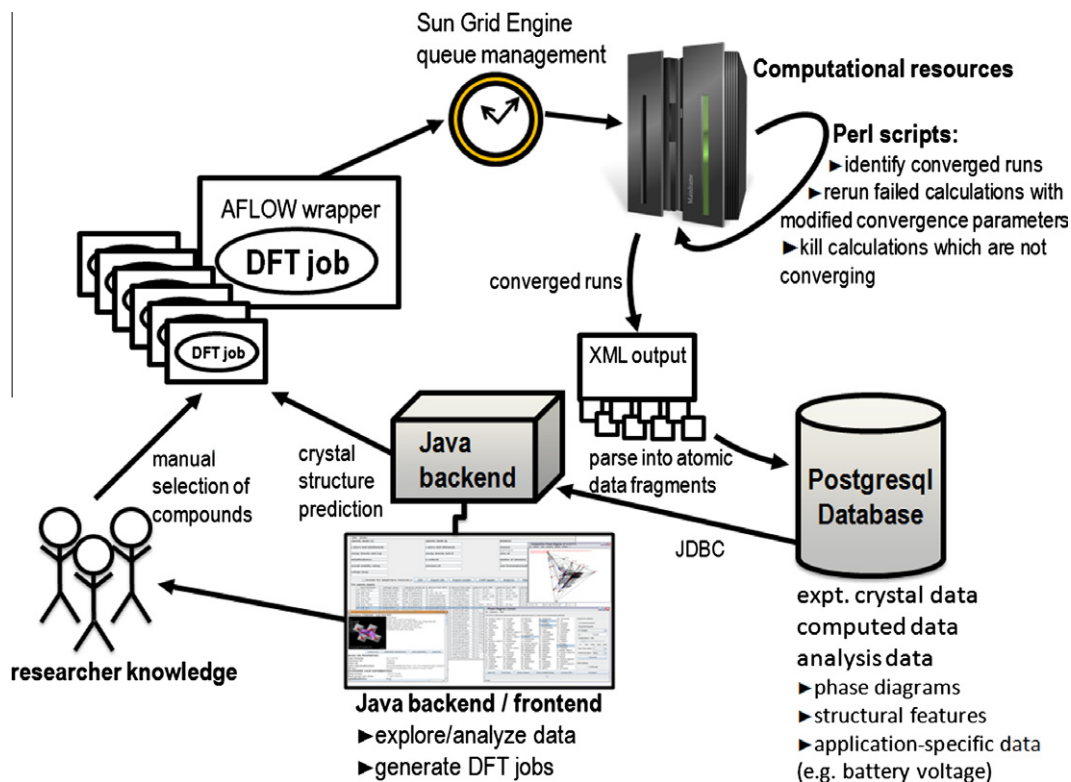 Sun Grid Engine
queue management
Computational resources
Perl scripts:
►identify converged runs
►rerun failed calculations with
modified convergence parameters
►kill calculations which are not
converging
Mainframe
AFLOW wrapper
DFT job
DFT job
converged runs
XML output
parse into atomic
data fragments
Java
backend
crystal
structure
prediction
manual
selection of
compounds
JDBC
Postgresql
Database
expt. crystal data
computed data
analysis data
►phase diagrams
►structural features
►application-specific data
(e.g. battery voltage)
researcher knowledge
Java backend / frontend
►explore/analyze data
►generate DFT jobs